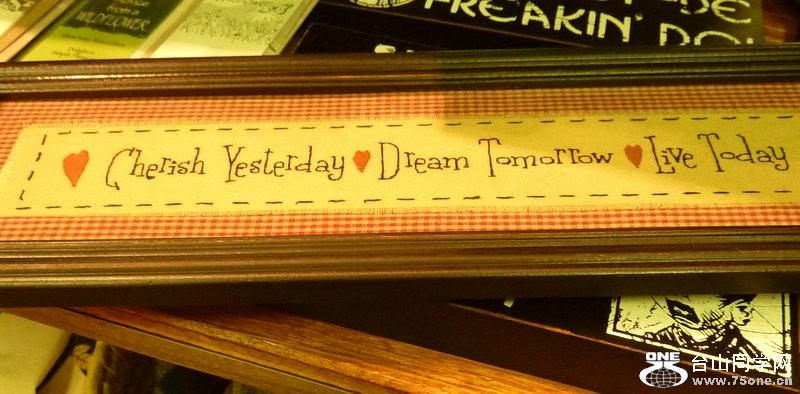 from a
WILDFLOWER
FREAKIN'
Cherish Yesterday Dream Tomorrow Live Today
ONE
台山同学网
www.75one.cn